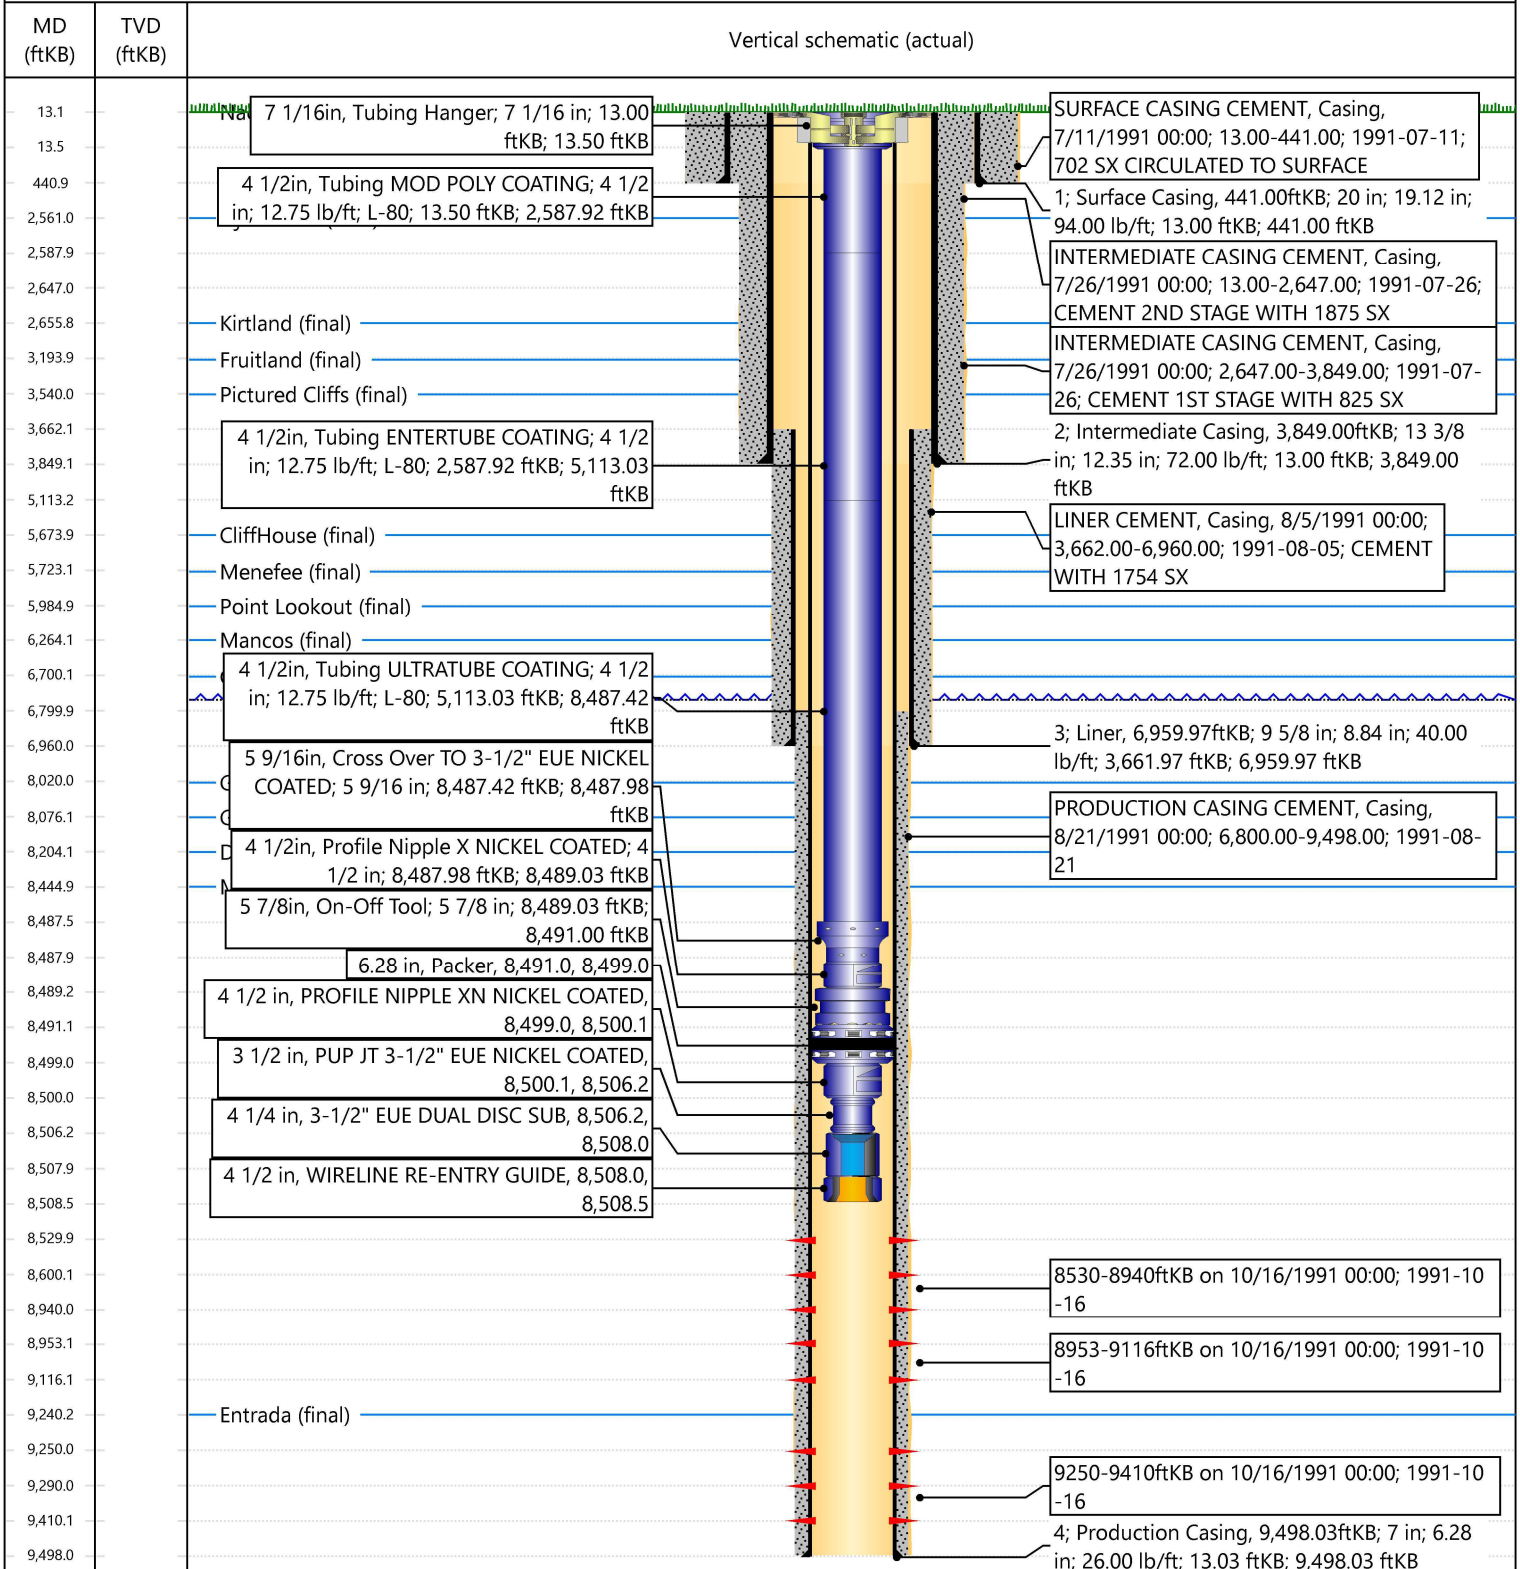 MD
(ftKB)
TVD
(ftKB)
Vertical schematic (actual)
13.1
13.5
440.9
2,561.0
2,587.9
2,647.0
2,655.8
3,193.9
3,540.0
3,662.1
3,849.1
5,113.2
5,673.9
5,723.1
5,984.9
6,264.1
6,700.1
6,799.9
6,960.0
8,020.0
8,076.1
8,204.1
8,444.9
8,487.5
8,487.9
8,489.2
8,491.1
8,499.0
8,500.0
8,506.2
8,507.9
8,508.5
8,529.9
8,600.1
8,940.0
8,953.1
9,116.1
9,240.2
9,250.0
9,290.0
9,410.1
9,498.0
7 1/16in, Tubing Hanger; 7 1/16 in; 13.00
ftKB; 13.50 ftKB
4 1/2in, Tubing MOD POLY COATING; 4 1/2
in; 12.75 lb/ft; L-80; 13.50 ftKB; 2,587.92 ftKB
Kirtland (final)
Fruitland (final)
Pictured Cliffs (final)
4 1/2in, Tubing ENTERTUBE COATING; 4 1/2
in; 12.75 lb/ft; L-80; 2,587.92 ftKB; 5,113.03
ftKB
CliffHouse (final)
Menefee (final)
Point Lookout (final)
Mancos (final)
4 1/2in, Tubing ULTRATUBE COATING; 4 1/2
in; 12.75 lb/ft; L-80; 5,113.03 ftKB; 8,487.42
ftKB
5 9/16in, Cross Over TO 3-1/2" EUE NICKEL
COATED; 5 9/16 in; 8,487.42 ftKB; 8,487.98
ftKB
4 1/2in, Profile Nipple X NICKEL COATED; 4
1/2 in; 8,487.98 ftKB; 8,489.03 ftKB
5 7/8in, On-Off Tool; 5 7/8 in; 8,489.03 ftKB;
8,491.00 ftKB
6.28 in, Packer, 8,491.0, 8,499.0
4 1/2 in, PROFILE NIPPLE XN NICKEL COATED,
8,499.0, 8,500.1
3 1/2 in, PUP JT 3-1/2" EUE NICKEL COATED,
8,500.1, 8,506.2
4 1/4 in, 3-1/2" EUE DUAL DISC SUB, 8,506.2,
8,508.0
4 1/2 in, WIRELINE RE-ENTRY GUIDE, 8,508.0,
8,508.5
Entrada (final)
SURFACE CASING CEMENT, Casing,
7/11/1991 00:00; 13.00-441.00; 1991-07-11;
702 SX CIRCULATED TO SURFACE
1; Surface Casing, 441.00ftKB; 20 in; 19.12 in;
94.00 lb/ft; 13.00 ftKB; 441.00 ftKB
INTERMEDIATE CASING CEMENT, Casing,
7/26/1991 00:00; 13.00-2,647.00; 1991-07-26;
CEMENT 2ND STAGE WITH 1875 SX
INTERMEDIATE CASING CEMENT, Casing,
7/26/1991 00:00; 2,647.00-3,849.00; 1991-07-
26; CEMENT 1ST STAGE WITH 825 SX
2; Intermediate Casing, 3,849.00ftKB; 13 3/8
in; 12.35 in; 72.00 lb/ft; 13.00 ftKB; 3,849.00
ftKB
LINER CEMENT, Casing, 8/5/1991 00:00;
3,662.00-6,960.00; 1991-08-05; CEMENT
WITH 1754 SX
3; Liner, 6,959.97ftKB; 9 5/8 in; 8.84 in; 40.00
lb/ft; 3,661.97 ftKB; 6,959.97 ftKB
PRODUCTION CASING CEMENT, Casing,
8/21/1991 00:00; 6,800.00-9,498.00; 1991-08-
21
8530-8940ftKB on 10/16/1991 00:00; 1991-10
-16
8953-9116ftKB on 10/16/1991 00:00; 1991-10
-16
9250-9410ftKB on 10/16/1991 00:00; 1991-10
-16
4; Production Casing, 9,498.03ftKB; 7 in; 6.28
in; 26.00 lb/ft; 13.03 ftKB; 9,498.03 ftKB